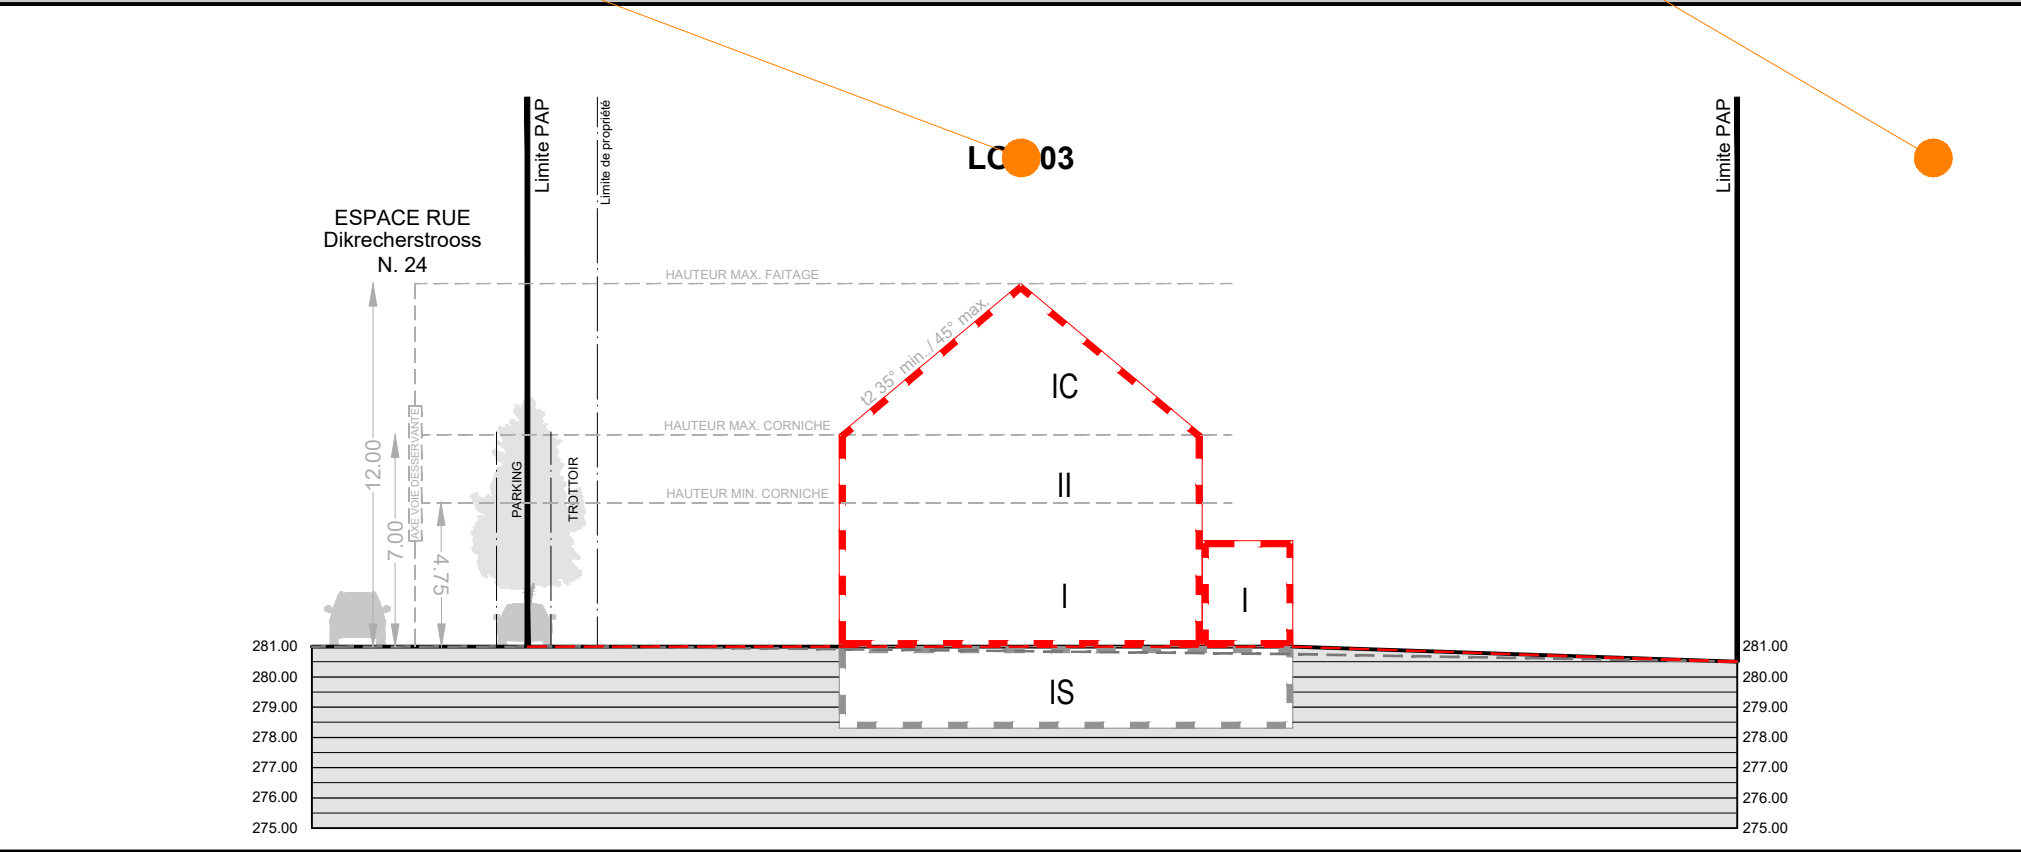 Limite PAP
Limite de propriété
03
Limite PAP
ESPACE RUE
Dikrecherstrooss
N. 24
HAUTEUR MAX. FAITAGE
t2 35° min. / 45° max.
IC
HAUTEUR MAX. CORNICHE
12.00
7.00
AXE VOIE DESSERVANTE
4.75
PARKING
TROTTOIR
HAUTEUR MIN. CORNICHE
II
I
I
IS
281.00
280.00
279.00
278.00
277.00
276.00
275.00
281.00
280.00
279.00
278.00
277.00
276.00
275.00